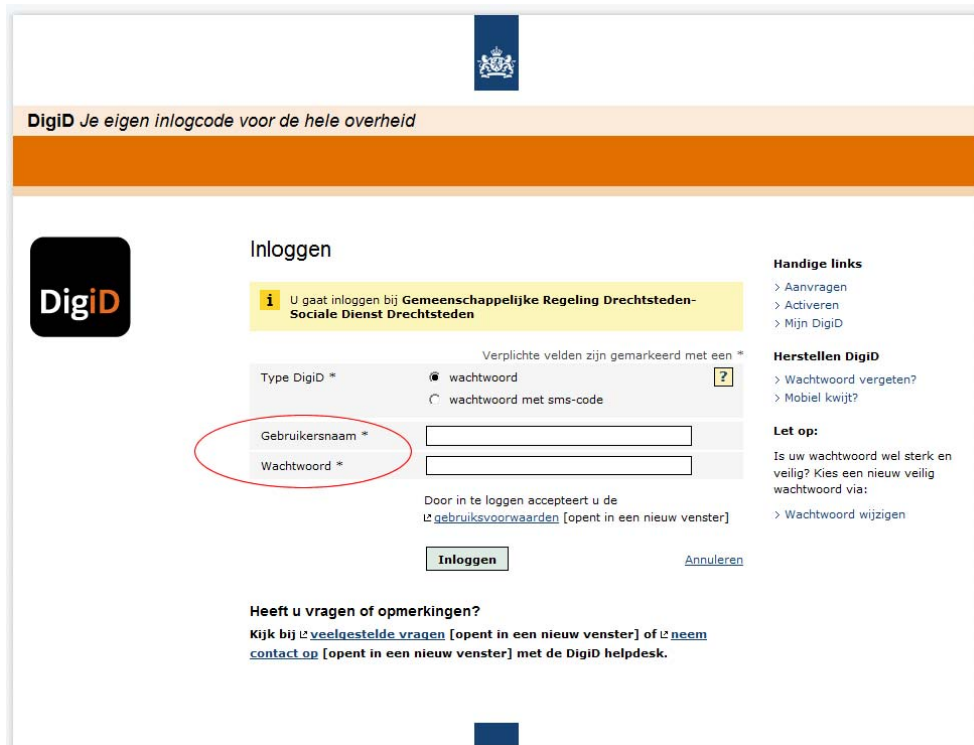 DigiD Je eigen inlogcode voor de hele overheid
DigiD
Inloggen
i U gaat inloggen bij Gemeenschappelijke Regeling Drechtsteden-
Sociale Dienst Drechtsteden
Verplichte velden zijn gemarkeerd met een *
Type DigiD * wachtwoord ?
wachtwoord met sms-code
Gebruikersnaam *
Wachtwoord *
Door in te loggen accepteert u de
gebruiksvoorwaarden [opent in een nieuw venster]
Inloggen Annuleren
Heeft u vragen of opmerkingen?
Kijk bij veelgestelde vragen [opent in een nieuw venster] of neem
contact op [opent in een nieuw venster] met de DigiD helpdesk.
Handige links
> Aanvragen
> Activeren
> Mijn DigiD
Herstellen DigiD
> Wachtwoord vergeten?
> Mobiel kwijt?
Let op:
Is uw wachtwoord wel sterk en
veilig? Kies een nieuw veilig
wachtwoord via:
> Wachtwoord wijzigen